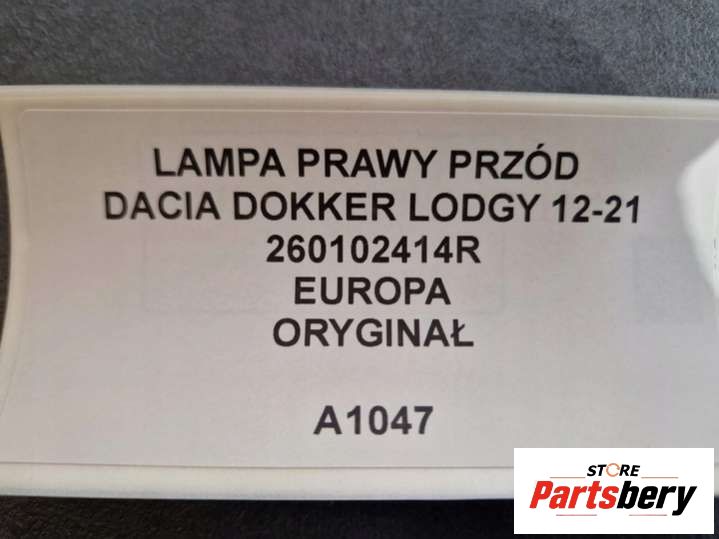 LAMPA PRAWY PRZÓD
DACIA DOKKER LODGY 12-21
260102414R
EUROPA
ORYGINAŁ
A1047
STORE
Partsbery